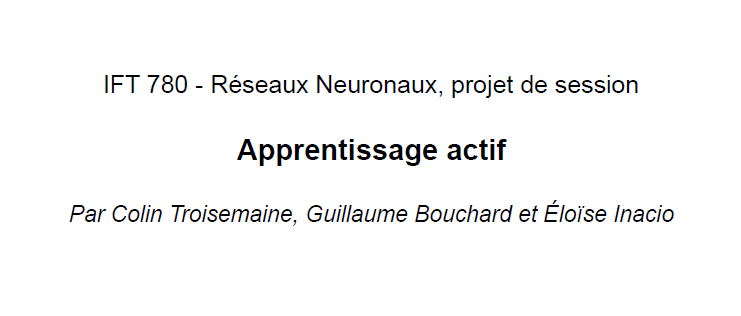 IFT 780 - Réseaux Neuronaux, projet de session
Apprentissage actif
Par Colin Troisemaine, Guillaume Bouchard et Éloïse Inacio